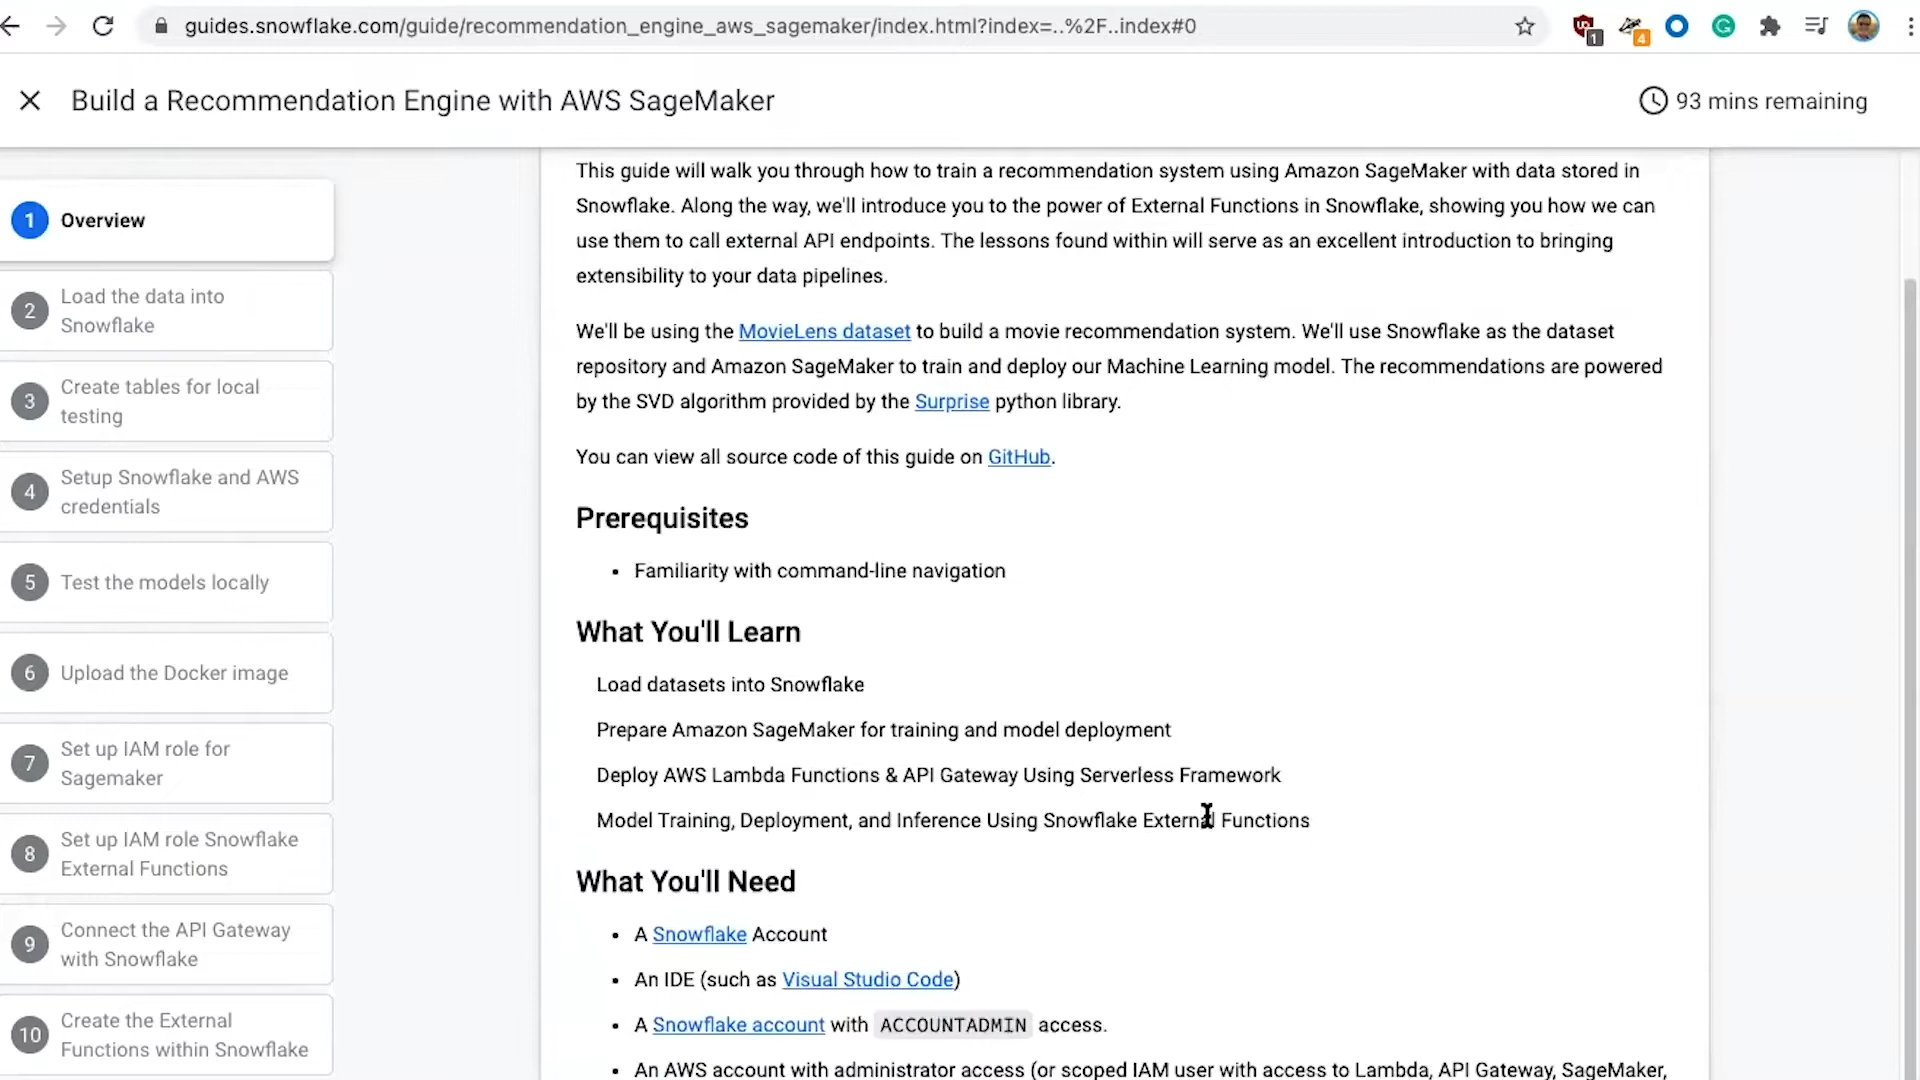 guides.snowflake.com/guide/recommendation_engine_aws_sagemaker/index.html?index=..%2F..index#0
1
4
Build a Recommendation Engine with AWS SageMaker
93 mins remaining
1 Overview
2 Load the data into
Snowflake
3 Create tables for local
testing
4 Setup Snowflake and AWS
credentials
5 Test the models locally
6 Upload the Docker image
7 Set up IAM role for
Sagemaker
8 Set up IAM role Snowflake
External Functions
9 Connect the API Gateway
with Snowflake
10 Create the External
Functions within Snowflake
This guide will walk you through how to train a recommendation system using Amazon SageMaker with data stored in
Snowflake. Along the way, we'll introduce you to the power of External Functions in Snowflake, showing you how we can
use them to call external API endpoints. The lessons found within will serve as an excellent introduction to bringing
extensibility to your data pipelines.
We'll be using the MovieLens dataset to build a movie recommendation system. We'll use Snowflake as the dataset
repository and Amazon SageMaker to train and deploy our Machine Learning model. The recommendations are powered
by the SVD algorithm provided by the Surprise python library.
You can view all source code of this guide on GitHub.
Prerequisites
• Familiarity with command-line navigation
What You'll Learn
Load datasets into Snowflake
Prepare Amazon SageMaker for training and model deployment
Deploy AWS Lambda Functions & API Gateway Using Serverless Framework
Model Training, Deployment, and Inference Using Snowflake External Functions
What You'll Need
• A Snowflake Account
• An IDE (such as Visual Studio Code)
• A Snowflake account with ACCOUNTADMIN access.
• An AWS account with administrator access (or scoped IAM user with access to Lambda, API Gateway, SageMaker,